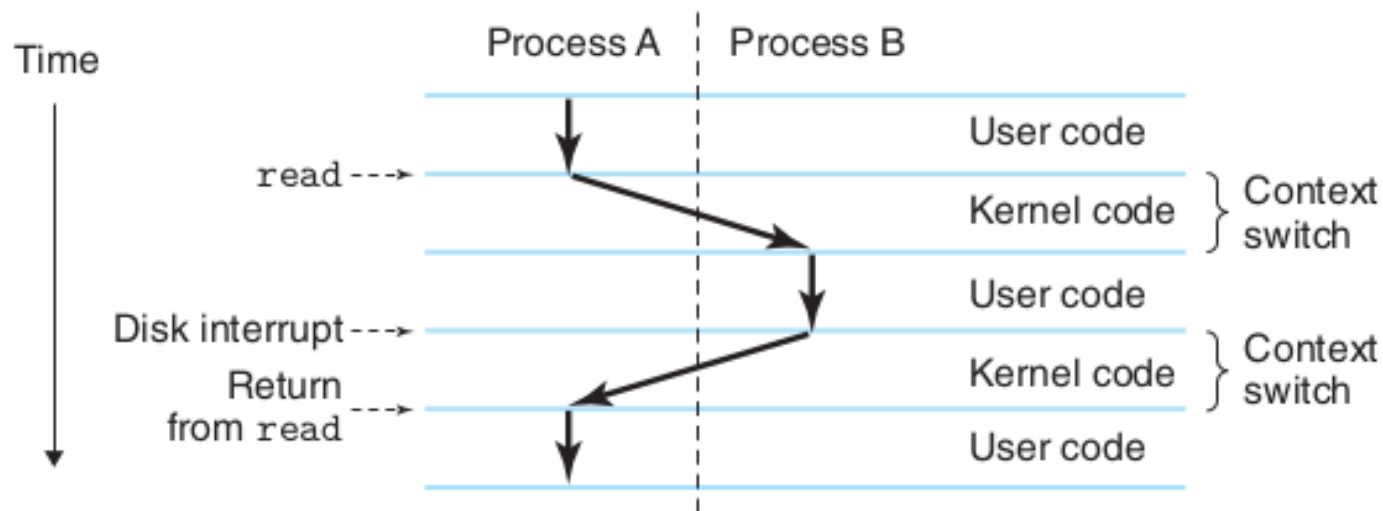 Process A
Process B
Time
User code
read
Kernel code
Context
switch
User code
Disk interrupt
Kernel code
Context
switch
Return
from read
User code